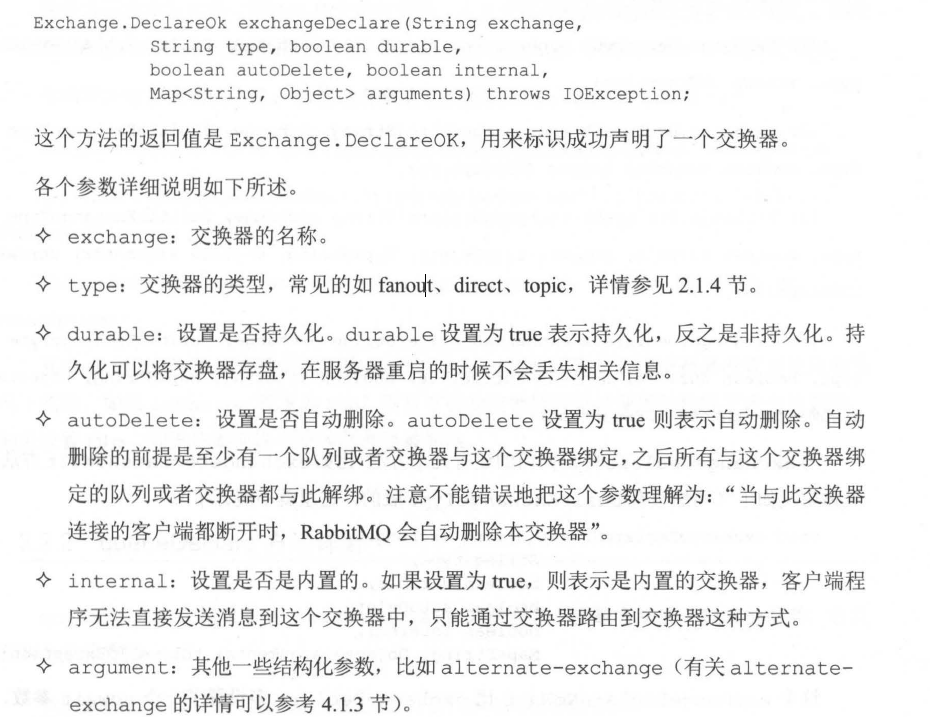 Exchange.DeclareOk exchangeDeclare(String exchange,
String type, boolean durable,
boolean autoDelete, boolean internal,
Map<String, Object> arguments) throws IOException;
这个方法的返回值是 Exchange.DeclareOK，用来标识成功声明了一个交换器。
各个参数详细说明如下所述。
✧ exchange：交换器的名称。
✧ type：交换器的类型，常见的如 fanout、direct、topic，详情参见 2.1.4 节。
✧ durable：设置是否持久化。durable 设置为 true 表示持久化，反之是非持久化。持
久化可以将交换器存盘，在服务器重启的时候不会丢失相关信息。
✧ autoDelete：设置是否自动删除。autoDelete 设置为 true 则表示自动删除。自动
删除的前提是至少有一个队列或者交换器与这个交换器绑定，之后所有与这个交换器绑
定的队列或者交换器都与此解绑。注意不能错误地把这个参数理解为：“当与此交换器
连接的客户端都断开时，RabbitMQ 会自动删除本交换器”。
✧ internal：设置是否是内置的。如果设置为 true，则表示是内置的交换器，客户端程
序无法直接发送消息到这个交换器中，只能通过交换器路由到交换器这种方式。
✧ argument：其他一些结构化参数，比如 alternate-exchange（有关 alternate-
exchange 的详情可以参考 4.1.3 节）。